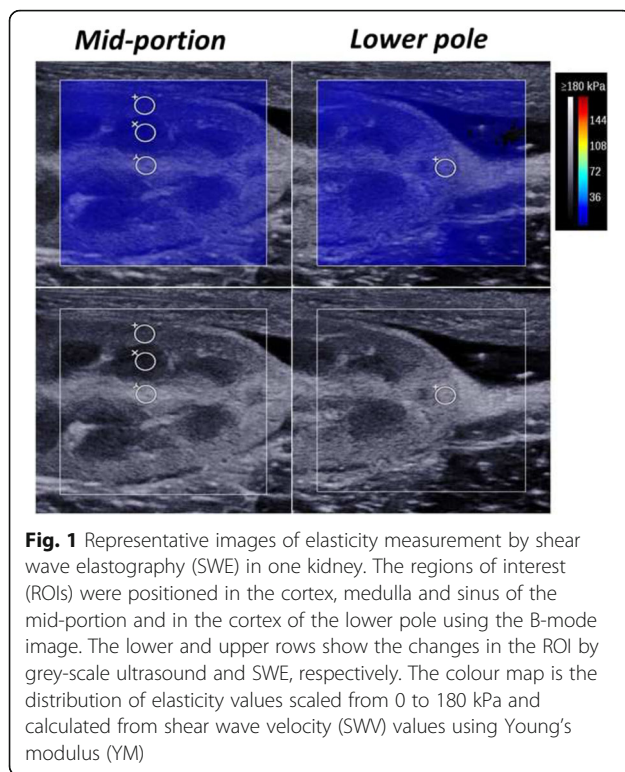 Mid-portion Lower pole
≥180 kPa
144
108
72
36
Fig. 1 Representative images of elasticity measurement by shear
wave elastography (SWE) in one kidney. The regions of interest
(ROIs) were positioned in the cortex, medulla and sinus of the
mid-portion and in the cortex of the lower pole using the B-mode
image. The lower and upper rows show the changes in the ROI by
grey-scale ultrasound and SWE, respectively. The colour map is the
distribution of elasticity values scaled from 0 to 180 kPa and
calculated from shear wave velocity (SWV) values using Young's
modulus (YM)